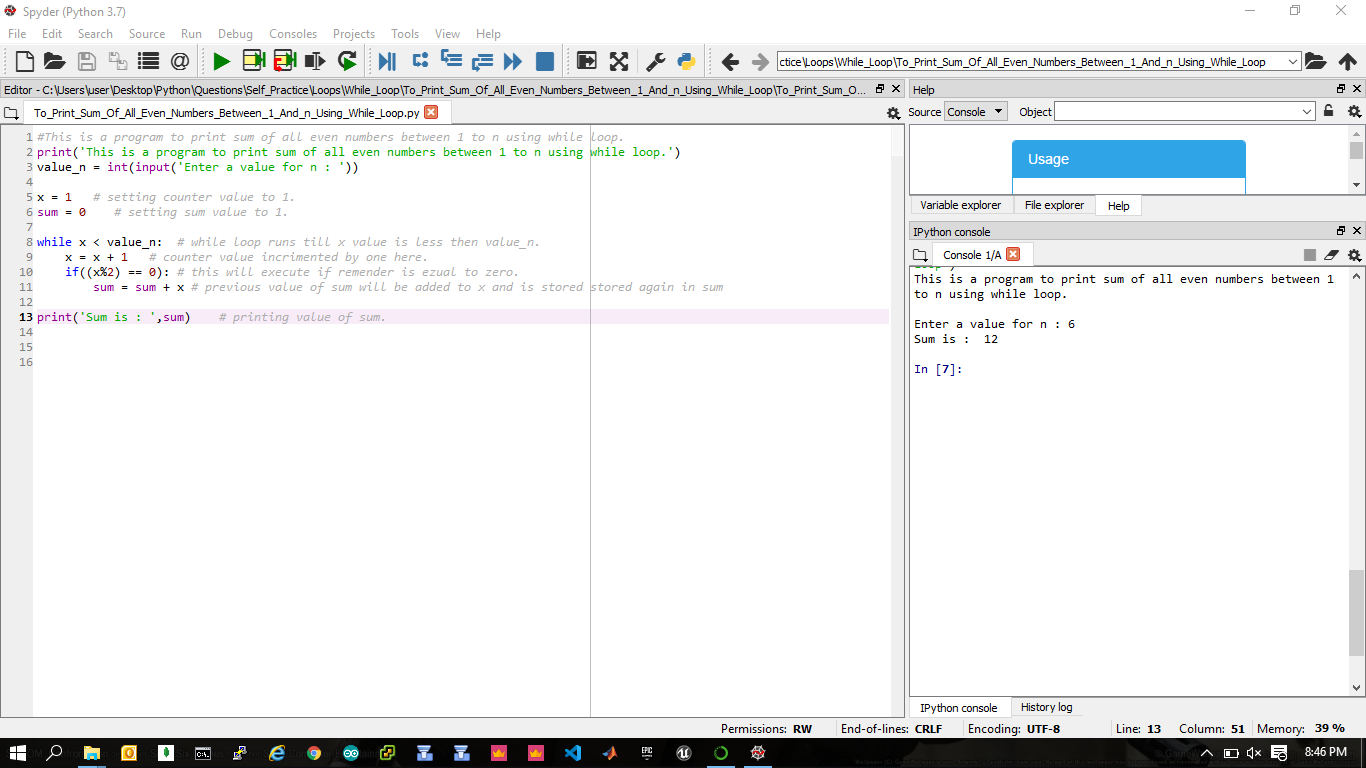 Spyder (Python 3.7)
File Edit Search Source Run Debug Consoles Projects Tools View Help
ctice\Loops\While_Loop\To_Print_Sum_Of_All_Even_Numbers_Between_1_And_n_Using_While_Loop
Editor - C:\Users\user\Desktop\Python\Questions\Self_Practice\Loops\While_Loop\To_Print_Sum_Of_All_Even_Numbers_Between_1_And_n_Using_While_Loop\To_Print_Sum_O...
To_Print_Sum_Of_All_Even_Numbers_Between_1_And_n_Using_While_Loop.py
1 #This is a program to print sum of all even numbers between 1 to n using while loop.
2 print('This is a program to print sum of all even numbers between 1 to n using while loop.')
3 value_n = int(input('Enter a value for n : '))
4
5 x = 1   # setting counter value to 1.
6 sum = 0    # setting sum value to 1.
7
8 while x < value_n:  # while loop runs till x value is less then value_n.
9     x = x + 1   # counter value incrimented by one here.
10     if((x%2) == 0): # this will execute if remender is ezual to zero.
11         sum = sum + x # previous value of sum will be added to x and is stored stored again in sum
12
13 print('Sum is : ',sum)    # printing value of sum.
14
15
16
Help
Source Console Object
Usage
Variable explorer File explorer Help
IPython console
Console 1/A
This is a program to print sum of all even numbers between 1
to n using while loop.
Enter a value for n : 6
Sum is :  12
In [7]:
IPython console History log
Permissions: RW End-of-lines: CRLF Encoding: UTF-8 Line: 13 Column: 51 Memory: 39 %
8:46 PM